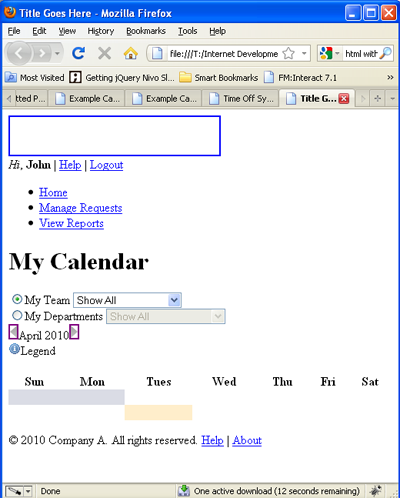 Title Goes Here - Mozilla Firefox
File Edit View History Bookmarks Tools Help
file:///T:/Internet Developme
html with
Most Visited Getting jQuery Nivo Sl... Smart Bookmarks FM:Interact 7.1
tted P... Example Ca... Example Ca... Time Off Sy... Title G...
Hi, John | Help | Logout
Home
Manage Requests
View Reports
My Calendar
My Team Show All
My Departments Show All
April 2010
Legend
Sun Mon Tues Wed Thu Fri Sat
© 2010 Company A. All rights reserved. Help | About
Done One active download (12 seconds remaining)